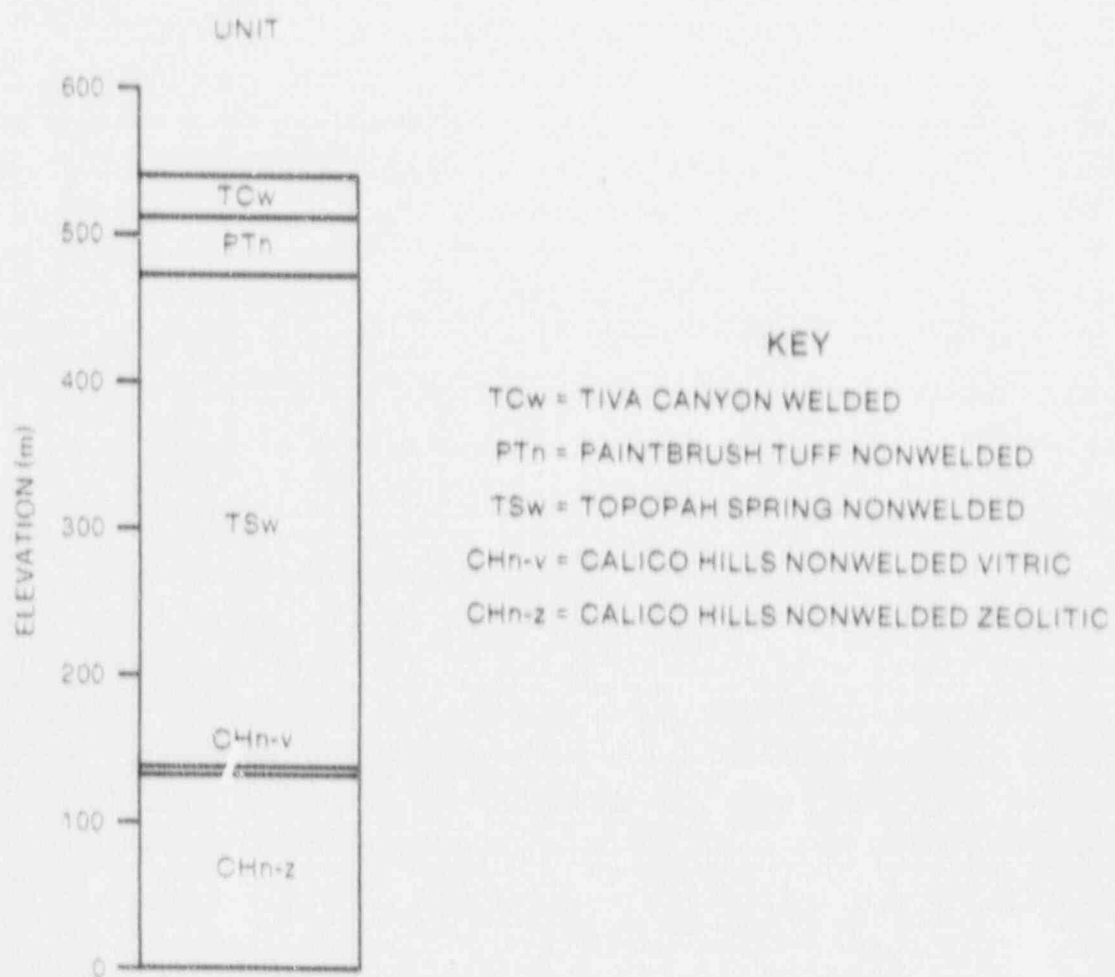 UNIT
600
500
400
300
200
100
0
ELEVATION (m)
TCw
PTn
TSw
CHn-v
CHn-z
KEY
TCw = TIVA CANYON WELDED
PTn = PAINTBRUSH TUFF NONWELDED
TSw = TOPOPAH SPRING NONWELDED
CHn-v = CALICO HILLS NONWELDED VITRIC
CHn-z = CALICO HILLS NONWELDED ZEOLITIC